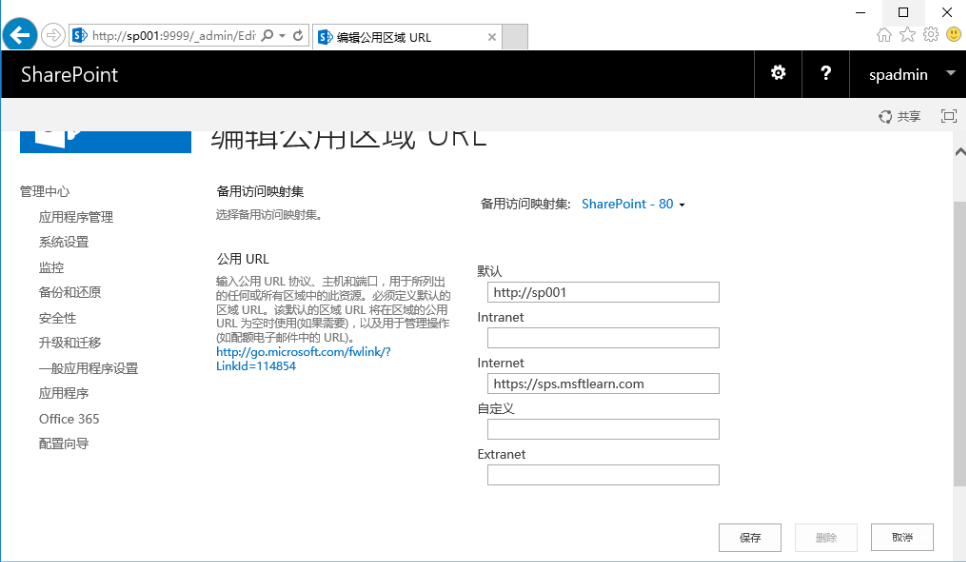 http://sp001:9999/_admin/Edi
编辑公用区域 URL
SharePoint
?
spadmin
共享
编辑公用区域 URL
管理中心
应用程序管理
系统设置
监控
备份和还原
安全性
升级和迁移
一般应用程序设置
应用程序
Office 365
配置向导
备用访问映射集
选择备用访问映射集。
备用访问映射集: SharePoint - 80
公用 URL
输入公用 URL 协议、主机和端口，用于所列出
的任何或所有区域中的此资源。必须定义默认的
区域 URL。该默认的区域 URL 将在区域的公用
URL 为空时使用(如果需要)，以及用于管理操作
(如配额电子邮件中的 URL)。
http://go.microsoft.com/fwlink/?
LinkId=114854
默认
http://sp001
Intranet
Internet
https://sps.msftlearn.com
自定义
Extranet
保存
删除
取消